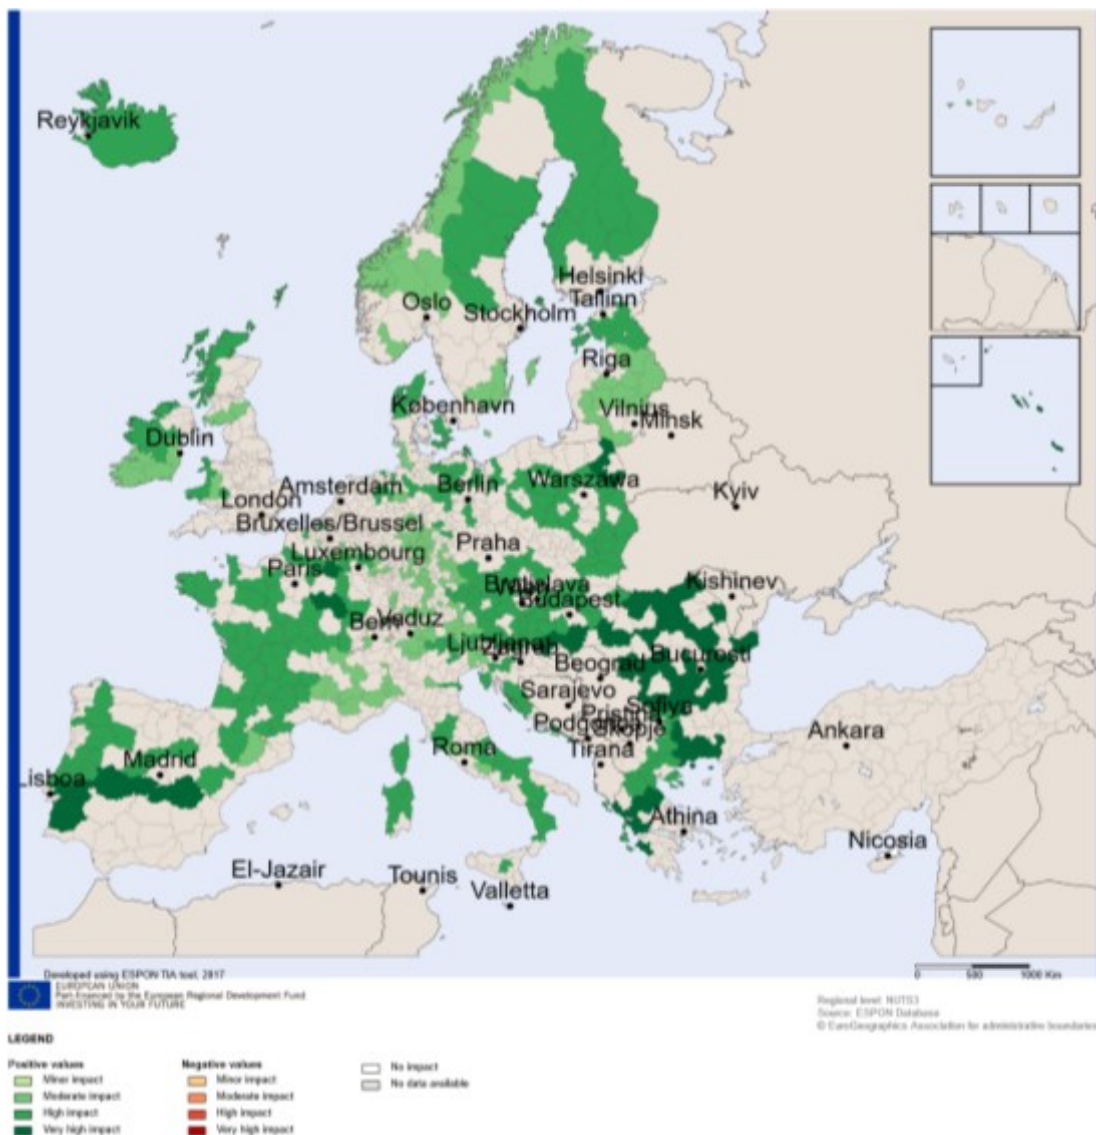 Reykjavik
Helsinki
Tallinn
Oslo
Stockholm
Riga
København
Vilnius
Minsk
Dublin
Amsterdam
Berlin
Warszawa
London
Kyiv
Bruxelles/Brussel
Luxembourg
Praha
Paris
Bratislava
Kishinev
Budapest
Bern
Vaduz
Ljubljana
Zagreb
Beograd
Bucuresti
Sarajevo
Sofiya
Podgorica
Skopje
Roma
Tirana
Madrid
Ankara
Lisboa
Athina
Nicosia
El-Jazair
Tounis
Valletta
Developed using ESPON TIA tool, 2017
0 500 1000 Km
EUROPEAN UNION
Part-financed by the European Regional Development Fund
INVESTING IN YOUR FUTURE
Regional level: NUTS3
Source: ESPON Database
© EuroGeographics Association for administrative boundaries
LEGEND
Positive values
Minor impact
Moderate impact
High impact
Very high impact
Negative values
Minor impact
Moderate impact
High impact
Very high impact
No impact
No data available